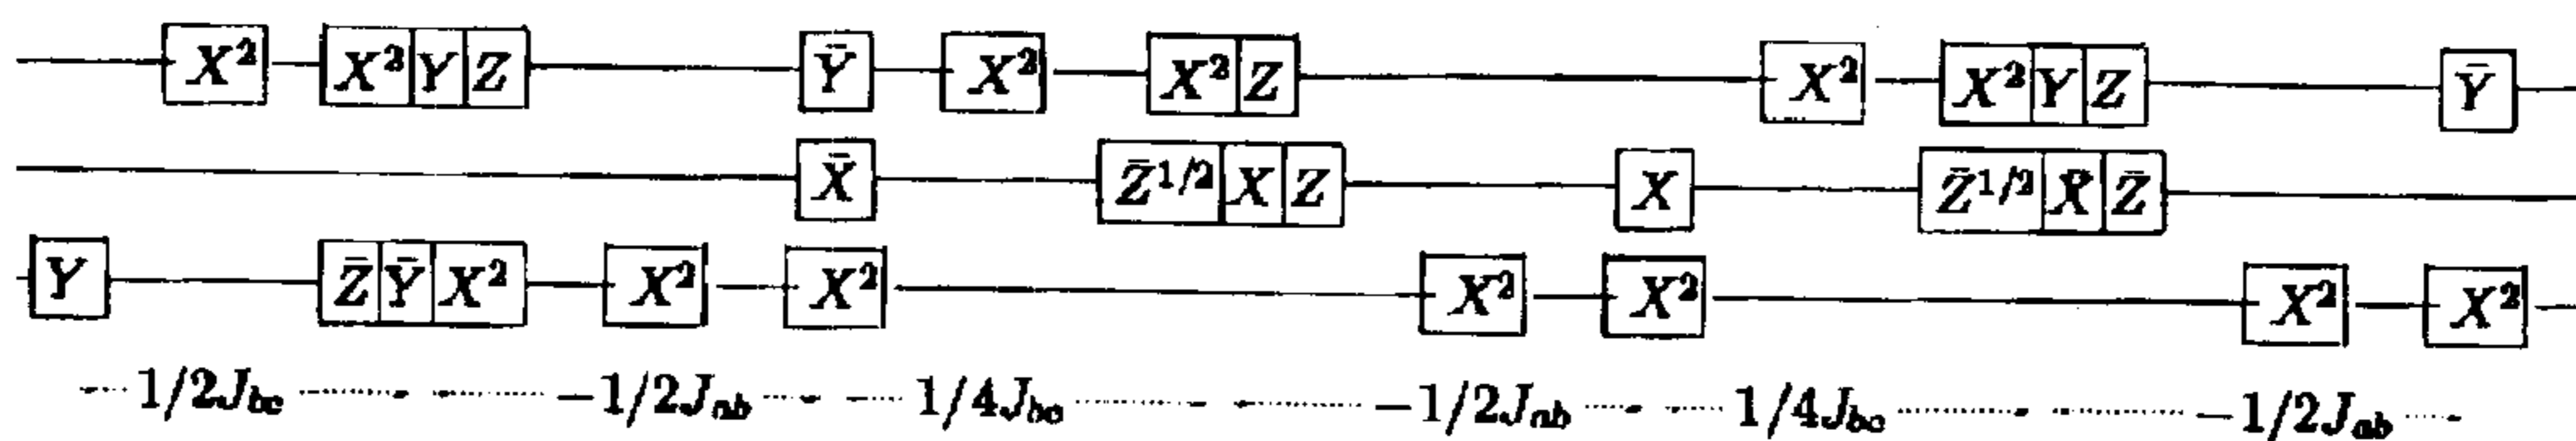 X² X² Y Z Ȳ X² X² Z X² X² Y Z Ȳ
X̄ Z̄^1/2 X Z X Z̄^1/2 X̄ Z̄
Y Z̄ Ȳ X² X² X² X² X² X² X²
1/2J_bc −1/2J_ab 1/4J_bc −1/2J_ab 1/4J_bc −1/2J_ab